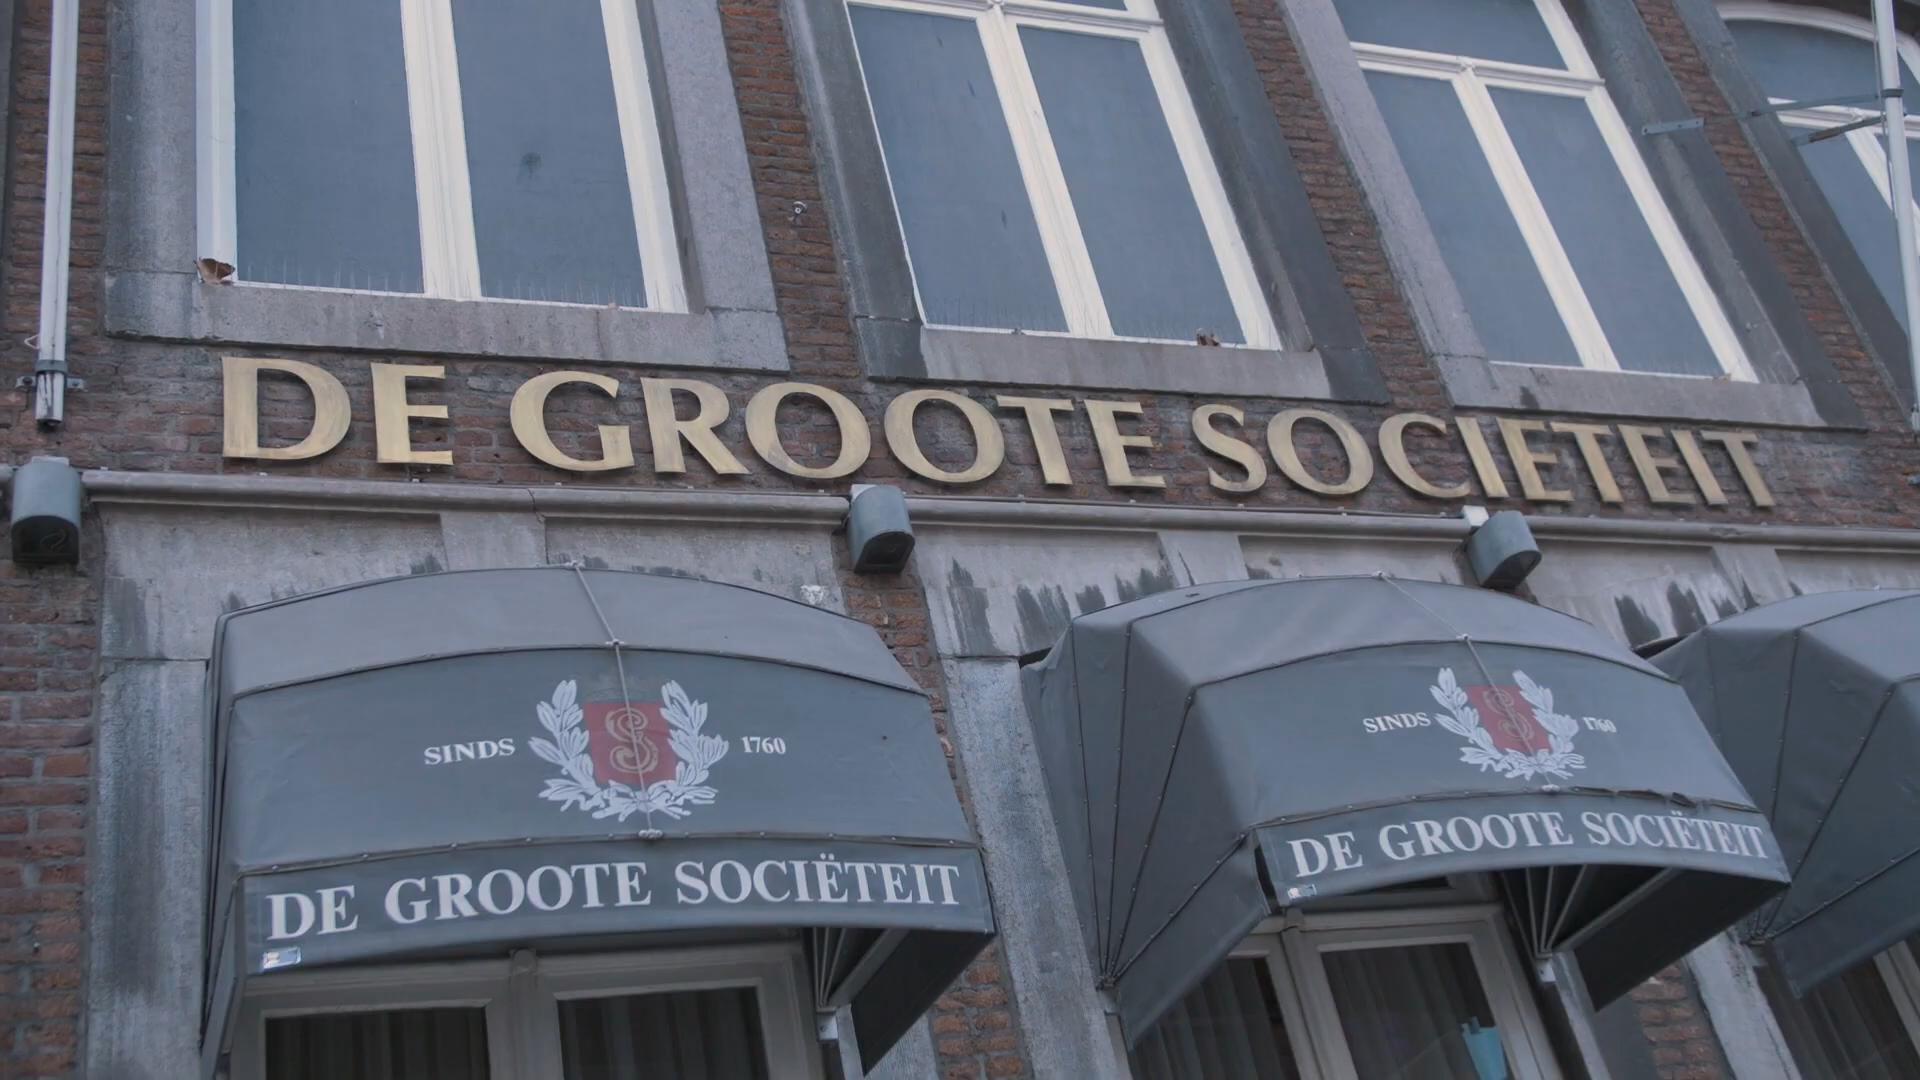 DE GROOTE SOCIETEIT
SINDS 1760
DE GROOTE SOCIËTEIT
SINDS 1760
DE GROOTE SOCIËTEIT